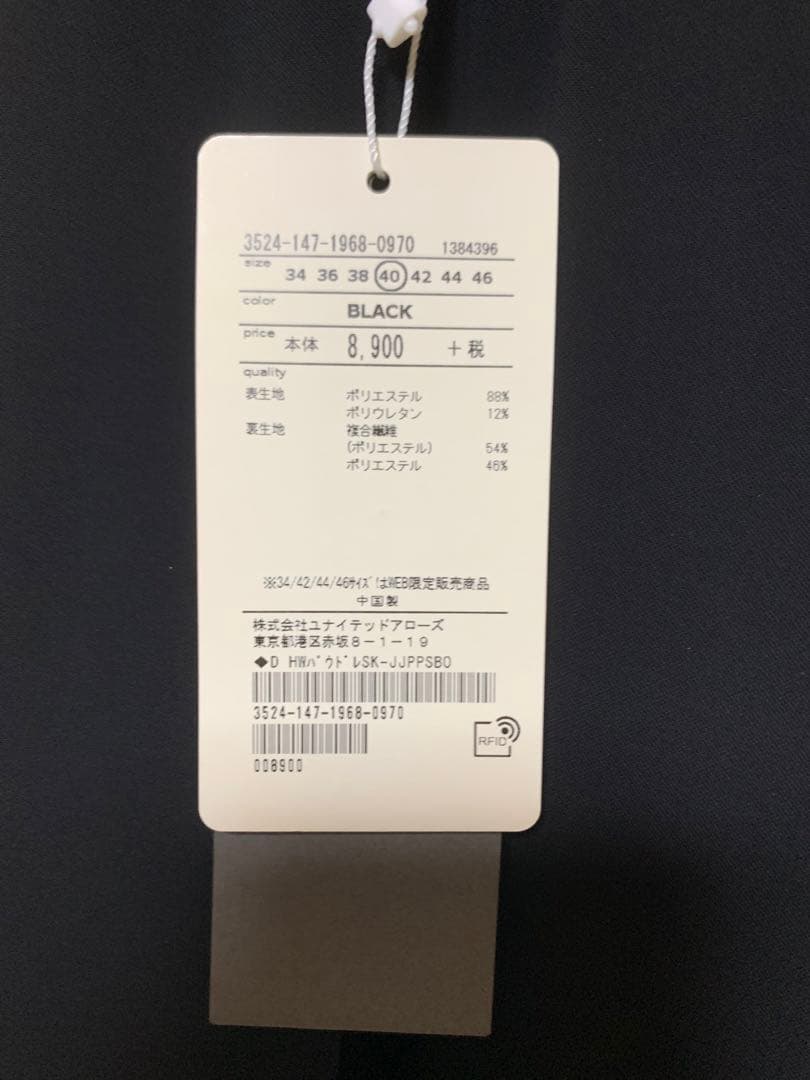 3524-147-1968-0970 1384396
size 34 36 38 40 42 44 46
color BLACK
price 本体 8,900 +税
quality
表生地 ポリエステル 88%
ポリウレタン 12%
裏生地 複合繊維
(ポリエステル) 54%
ポリエステル 46%
※34/42/44/46サイズはWEB限定販売商品
中国製
株式会社ユナイテッドアローズ
東京都港区赤坂8-1-19
◆D HWパウドレSK-JJPPSBO
3524-147-1968-0970
RFID
008900